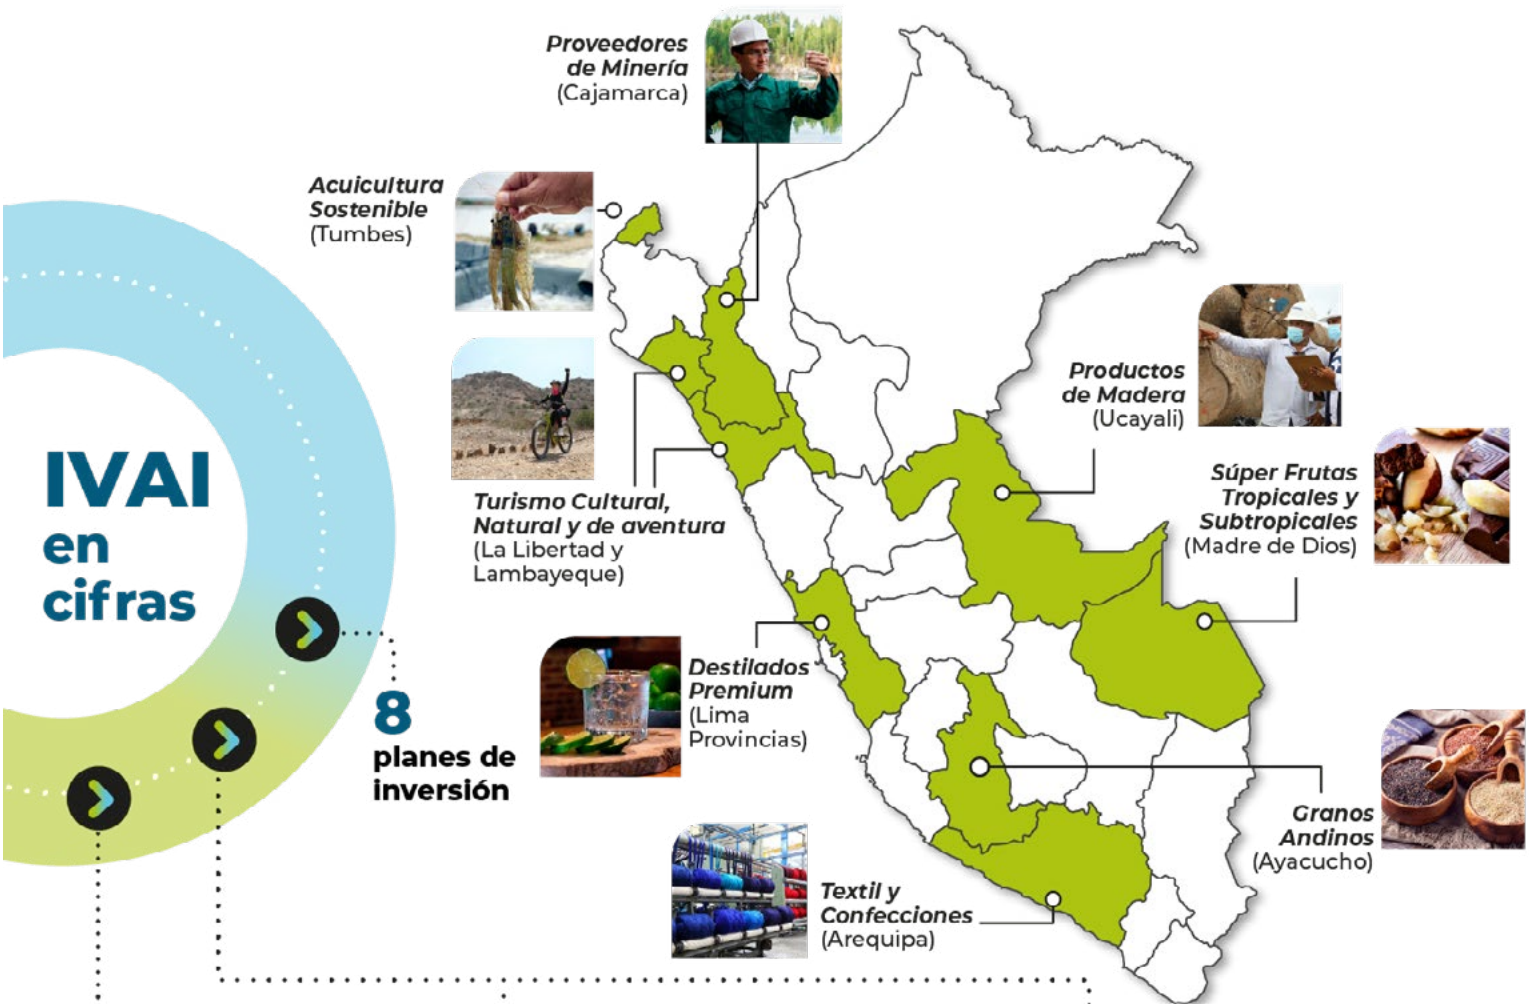 Proveedores
de Minería
(Cajamarca)
Acuicultura
Sostenible
(Tumbes)
Productos
de Madera
(Ucayali)
Súper Frutas
Tropicales y
Subtropicales
(Madre de Dios)
Turismo Cultural,
Natural y de aventura
(La Libertad y
Lambayeque)
IVAI
en
cifras
8
planes de
inversión
Destilados
Premium
(Lima
Provincias)
Granos
Andinos
(Ayacucho)
Textil y
Confecciones
(Arequipa)